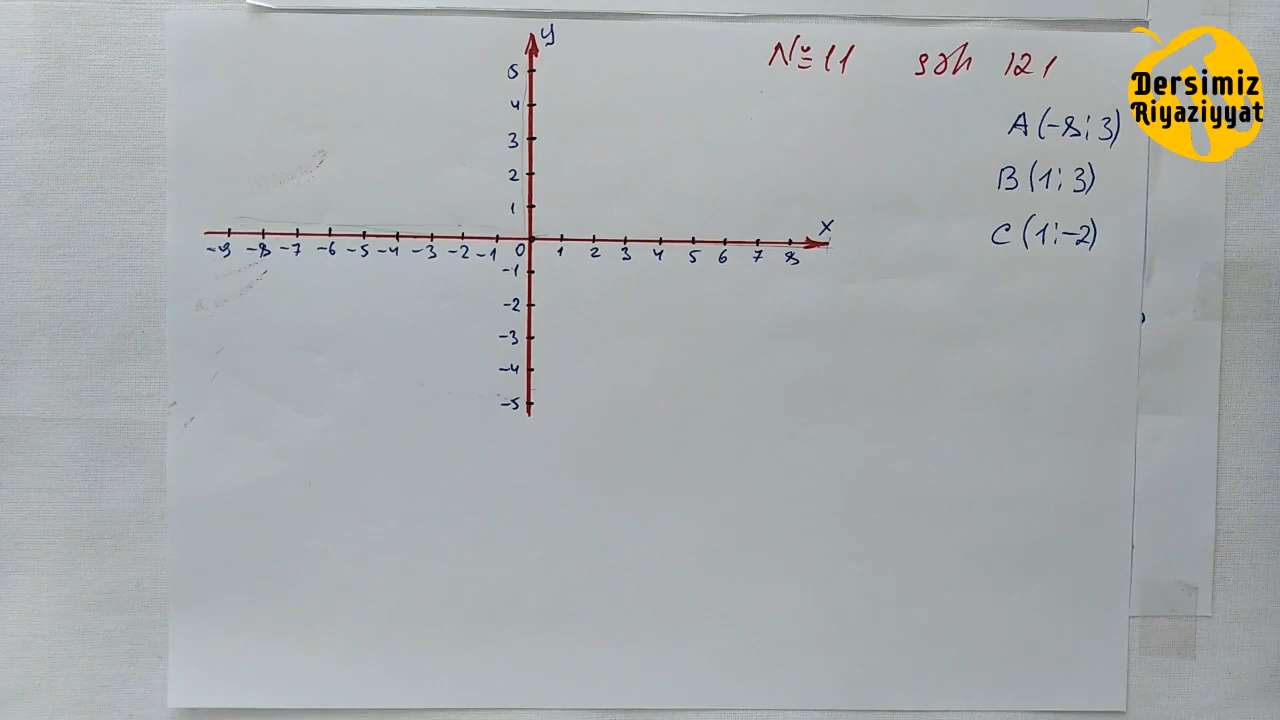 y
№ 11 səh 121
Dersimiz
Riyaziyyat
A(-8; 3)
B(1; 3)
C(1; -2)
5
4
3
2
1
x
-9 -8 -7 -6 -5 -4 -3 -2 -1 0 1 2 3 4 5 6 7 8
-1
-2
-3
-4
-5